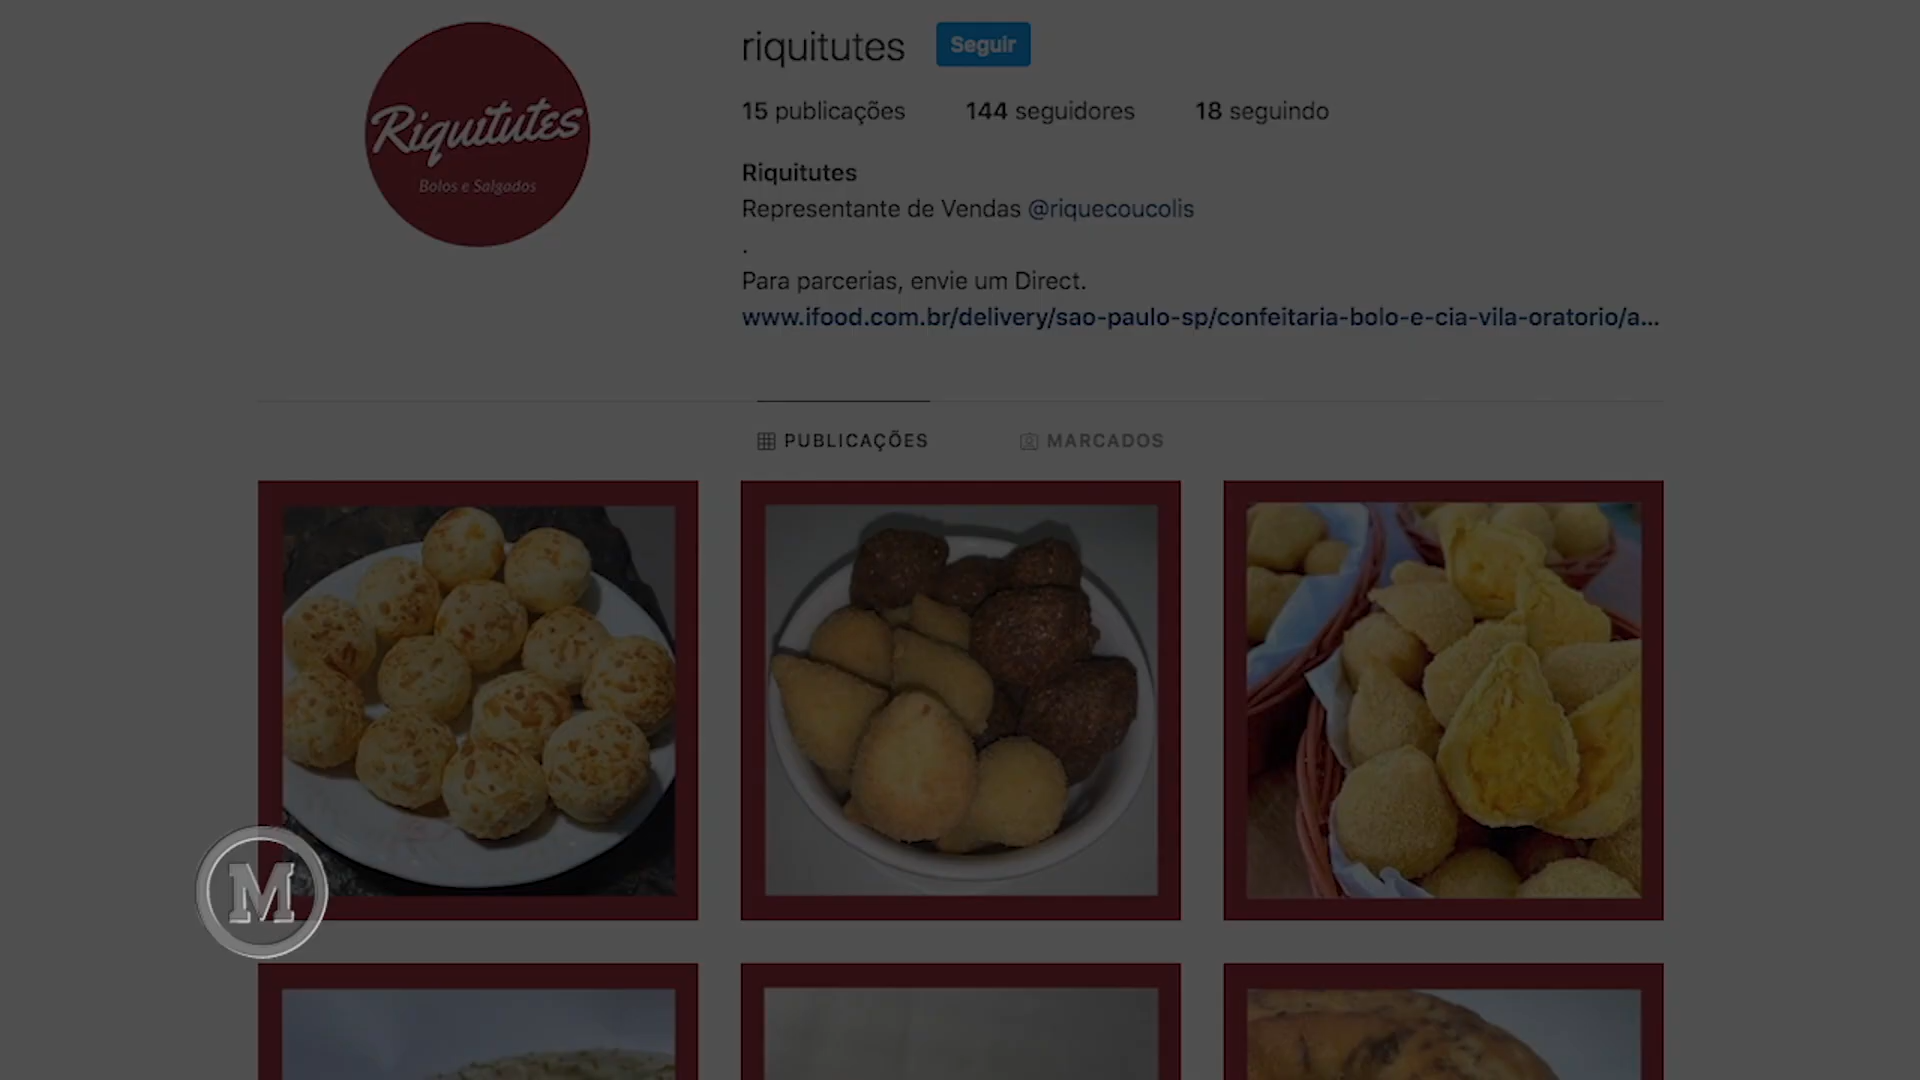 riquitutes
Seguir
15 publicações 144 seguidores 18 seguindo
Riquitutes
Bolos e Salgados
Riquitutes
Representante de Vendas @riquecoucolis
.
Para parcerias, envie um Direct.
www.ifood.com.br/delivery/sao-paulo-sp/confeitaria-bolo-e-cia-vila-oratorio/a...
PUBLICAÇÕES MARCADOS
M